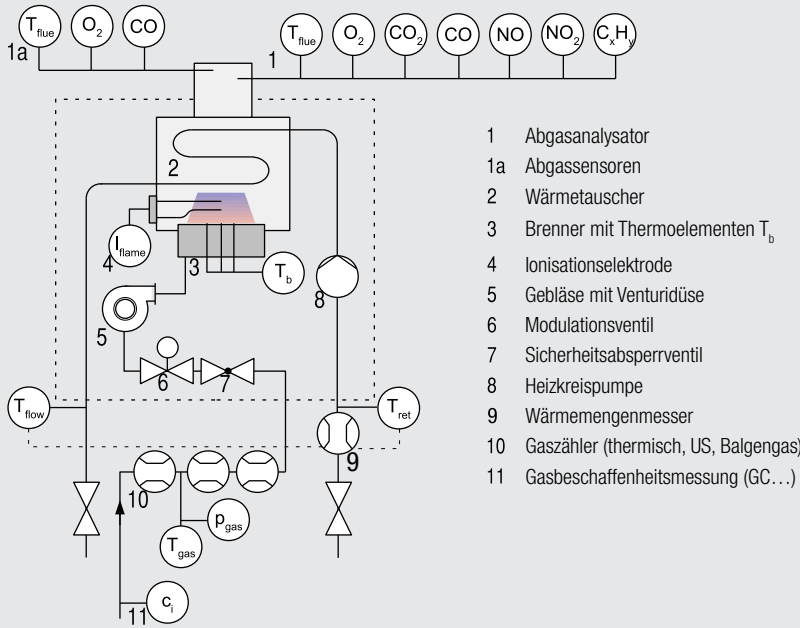 T_flue O_2 CO
1a
T_flue O_2 CO_2 CO NO NO_2 C_xH_y
1
2
I_flame
4
3
T_b
8
5
6
7
T_flow
T_ret
9
10
p_gas
T_gas
11
c_i
1 Abgasanalysator
1a Abgassensoren
2 Wärmetauscher
3 Brenner mit Thermoelementen T_b
4 Ionisationselektrode
5 Gebläse mit Venturidüse
6 Modulationsventil
7 Sicherheitsabsperrventil
8 Heizkreispumpe
9 Wärmemengenmesser
10 Gaszähler (thermisch, US, Balgengas)
11 Gasbeschaffenheitsmessung (GC…)